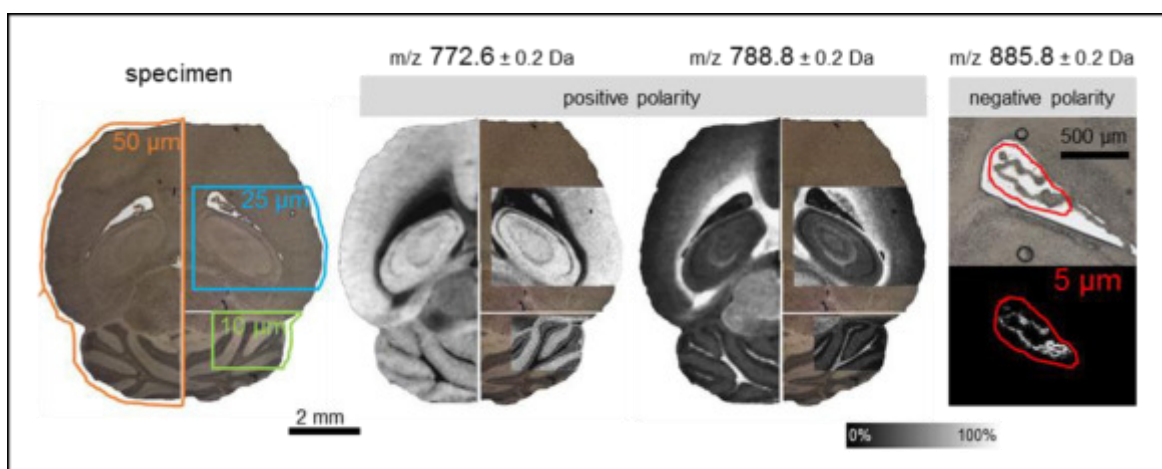 specimen
m/z 772.6 ± 0.2 Da
m/z 788.8 ± 0.2 Da
m/z 885.8 ± 0.2 Da
positive polarity
negative polarity
50 µm
25 µm
10 µm
500 µm
5 µm
2 mm
0%
100%